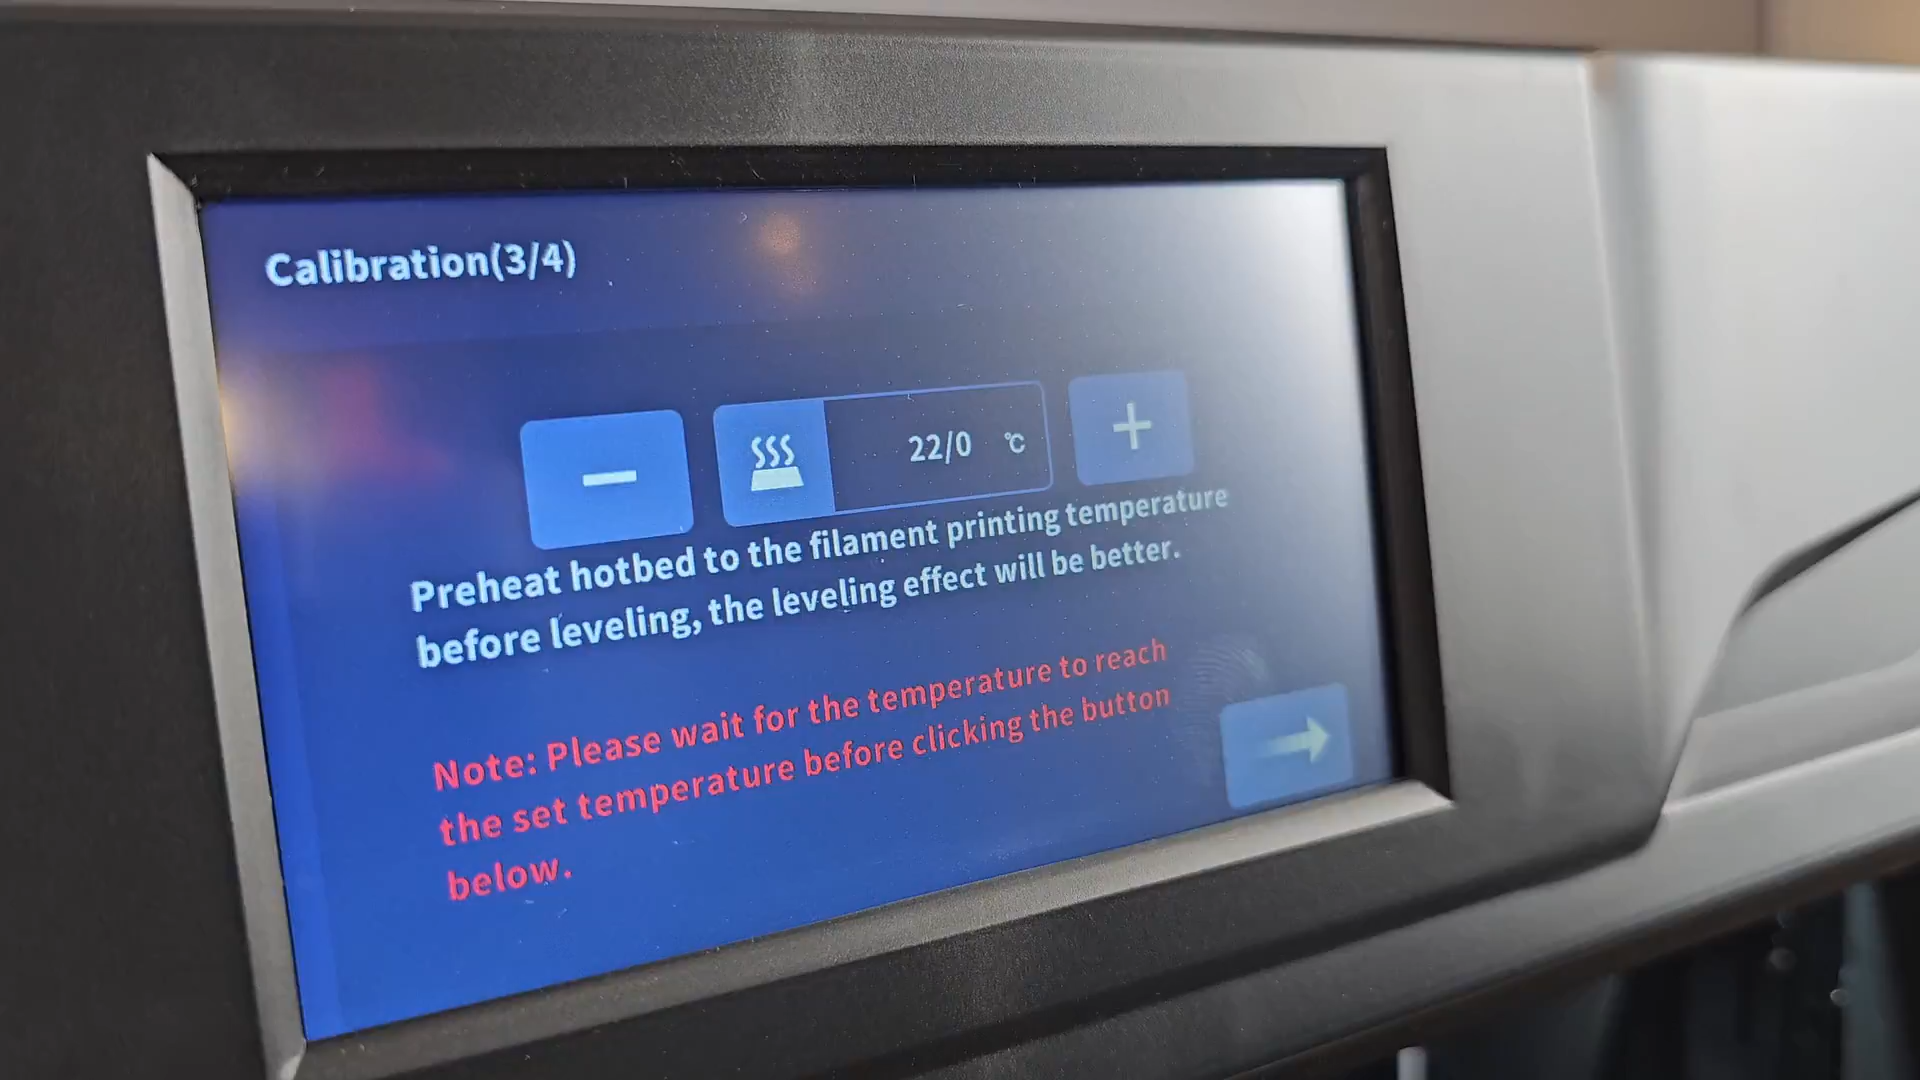 Calibration(3/4)
22/0 ℃
Preheat hotbed to the filament printing temperature
before leveling, the leveling effect will be better.
Note: Please wait for the temperature to reach
the set temperature before clicking the button
below.